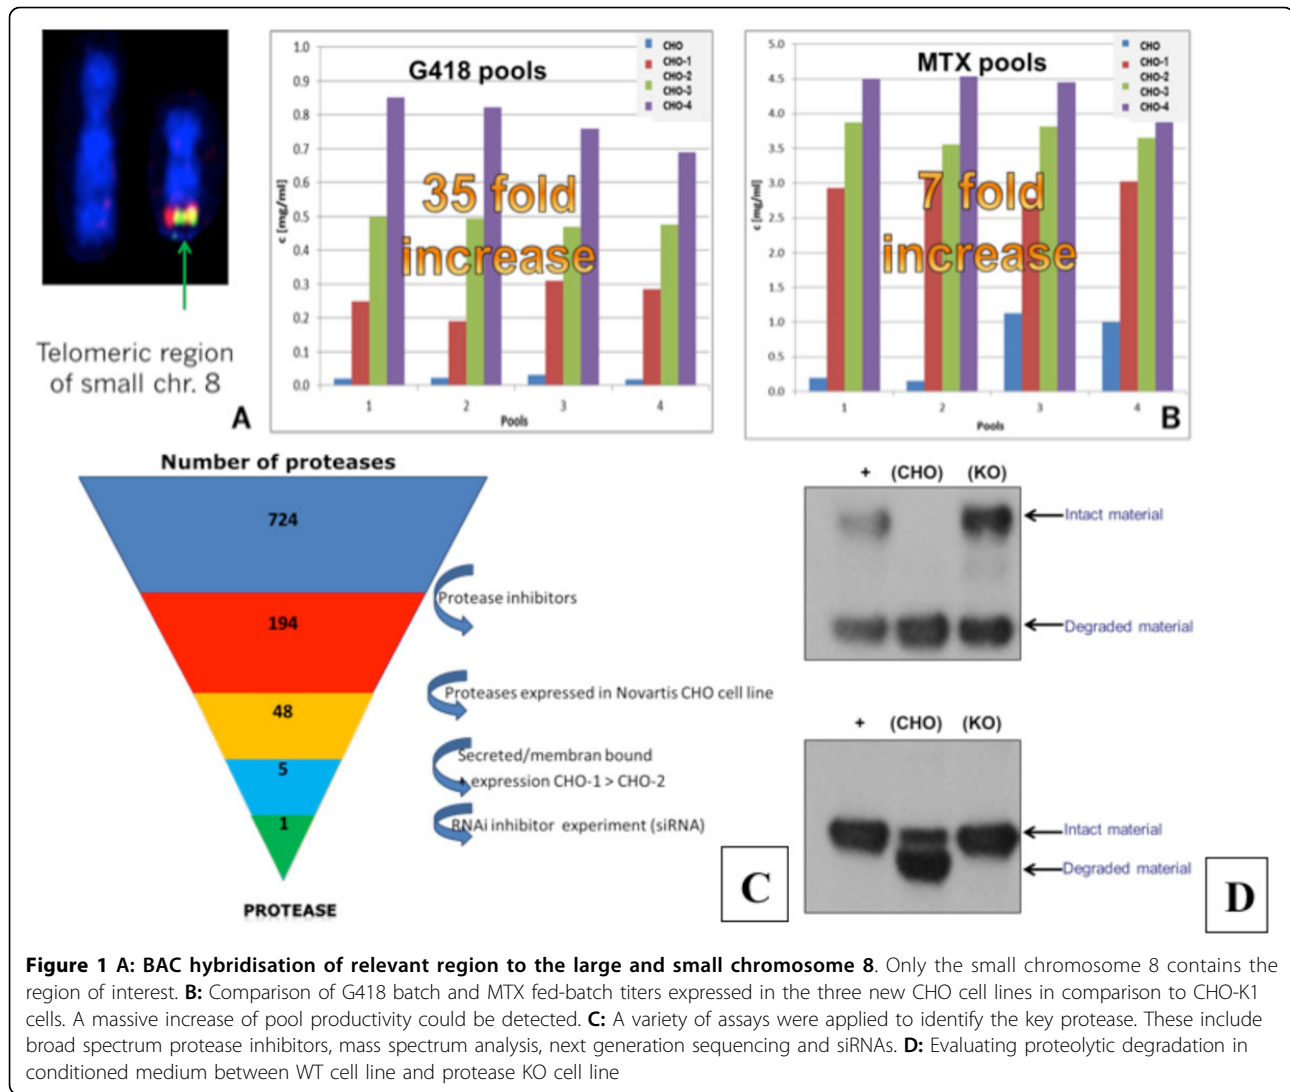 Telomeric region
of small chr. 8
A
G418 pools
CHO
CHO-1
CHO-2
CHO-3
CHO-4
1.0
0.9
0.8
0.7
0.6
0.5
0.4
0.3
0.2
0.1
0.0
c [mg/ml]
35 fold
increase
1 2 3 4
Pools
MTX pools
CHO
CHO-1
CHO-2
CHO-3
CHO-4
5.0
4.5
4.0
3.5
3.0
2.5
2.0
1.5
1.0
0.5
0.0
c [mg/ml]
7 fold
increase
1 2 3 4
Pools
B
Number of proteases
724
Protease inhibitors
194
Proteases expressed in Novartis CHO cell line
48
Secreted/membran bound
+ expression CHO-1 > CHO-2
5
RNAi inhibitor experiment (siRNA)
1
PROTEASE
C
+ (CHO) (KO)
Intact material
Degraded material
+ (CHO) (KO)
Intact material
Degraded material
D
Figure 1 A: BAC hybridisation of relevant region to the large and small chromosome 8. Only the small chromosome 8 contains the
region of interest. B: Comparison of G418 batch and MTX fed-batch titers expressed in the three new CHO cell lines in comparison to CHO-K1
cells. A massive increase of pool productivity could be detected. C: A variety of assays were applied to identify the key protease. These include
broad spectrum protease inhibitors, mass spectrum analysis, next generation sequencing and siRNAs. D: Evaluating proteolytic degradation in
conditioned medium between WT cell line and protease KO cell line